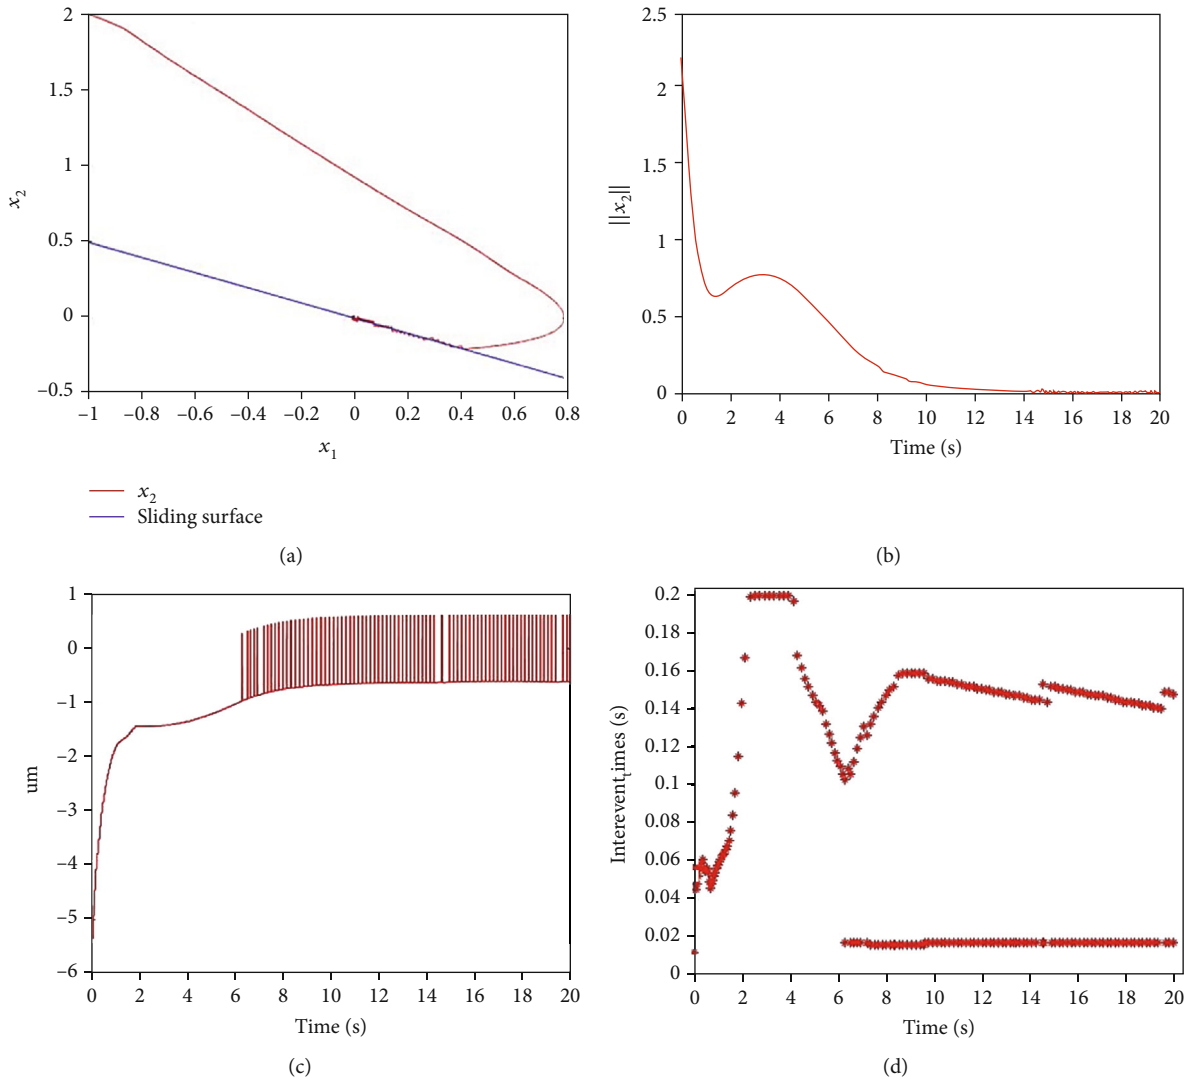 2
1.5
1
0.5
0
–0.5
x₂
–1 –0.8 –0.6 –0.4 –0.2 0 0.2 0.4 0.6 0.8
x₁
x₂
Sliding surface
(a)
2.5
2
1.5
1
0.5
0
||x₂||
0 2 4 6 8 10 12 14 16 18 20
Time (s)
(b)
1
0
–1
–2
–3
–4
–5
–6
um
0 2 4 6 8 10 12 14 16 18 20
Time (s)
(c)
0.2
0.18
0.16
0.14
0.12
0.1
0.08
0.06
0.04
0.02
0
Interevent_times (s)
0 2 4 6 8 10 12 14 16 18 20
Time (s)
(d)